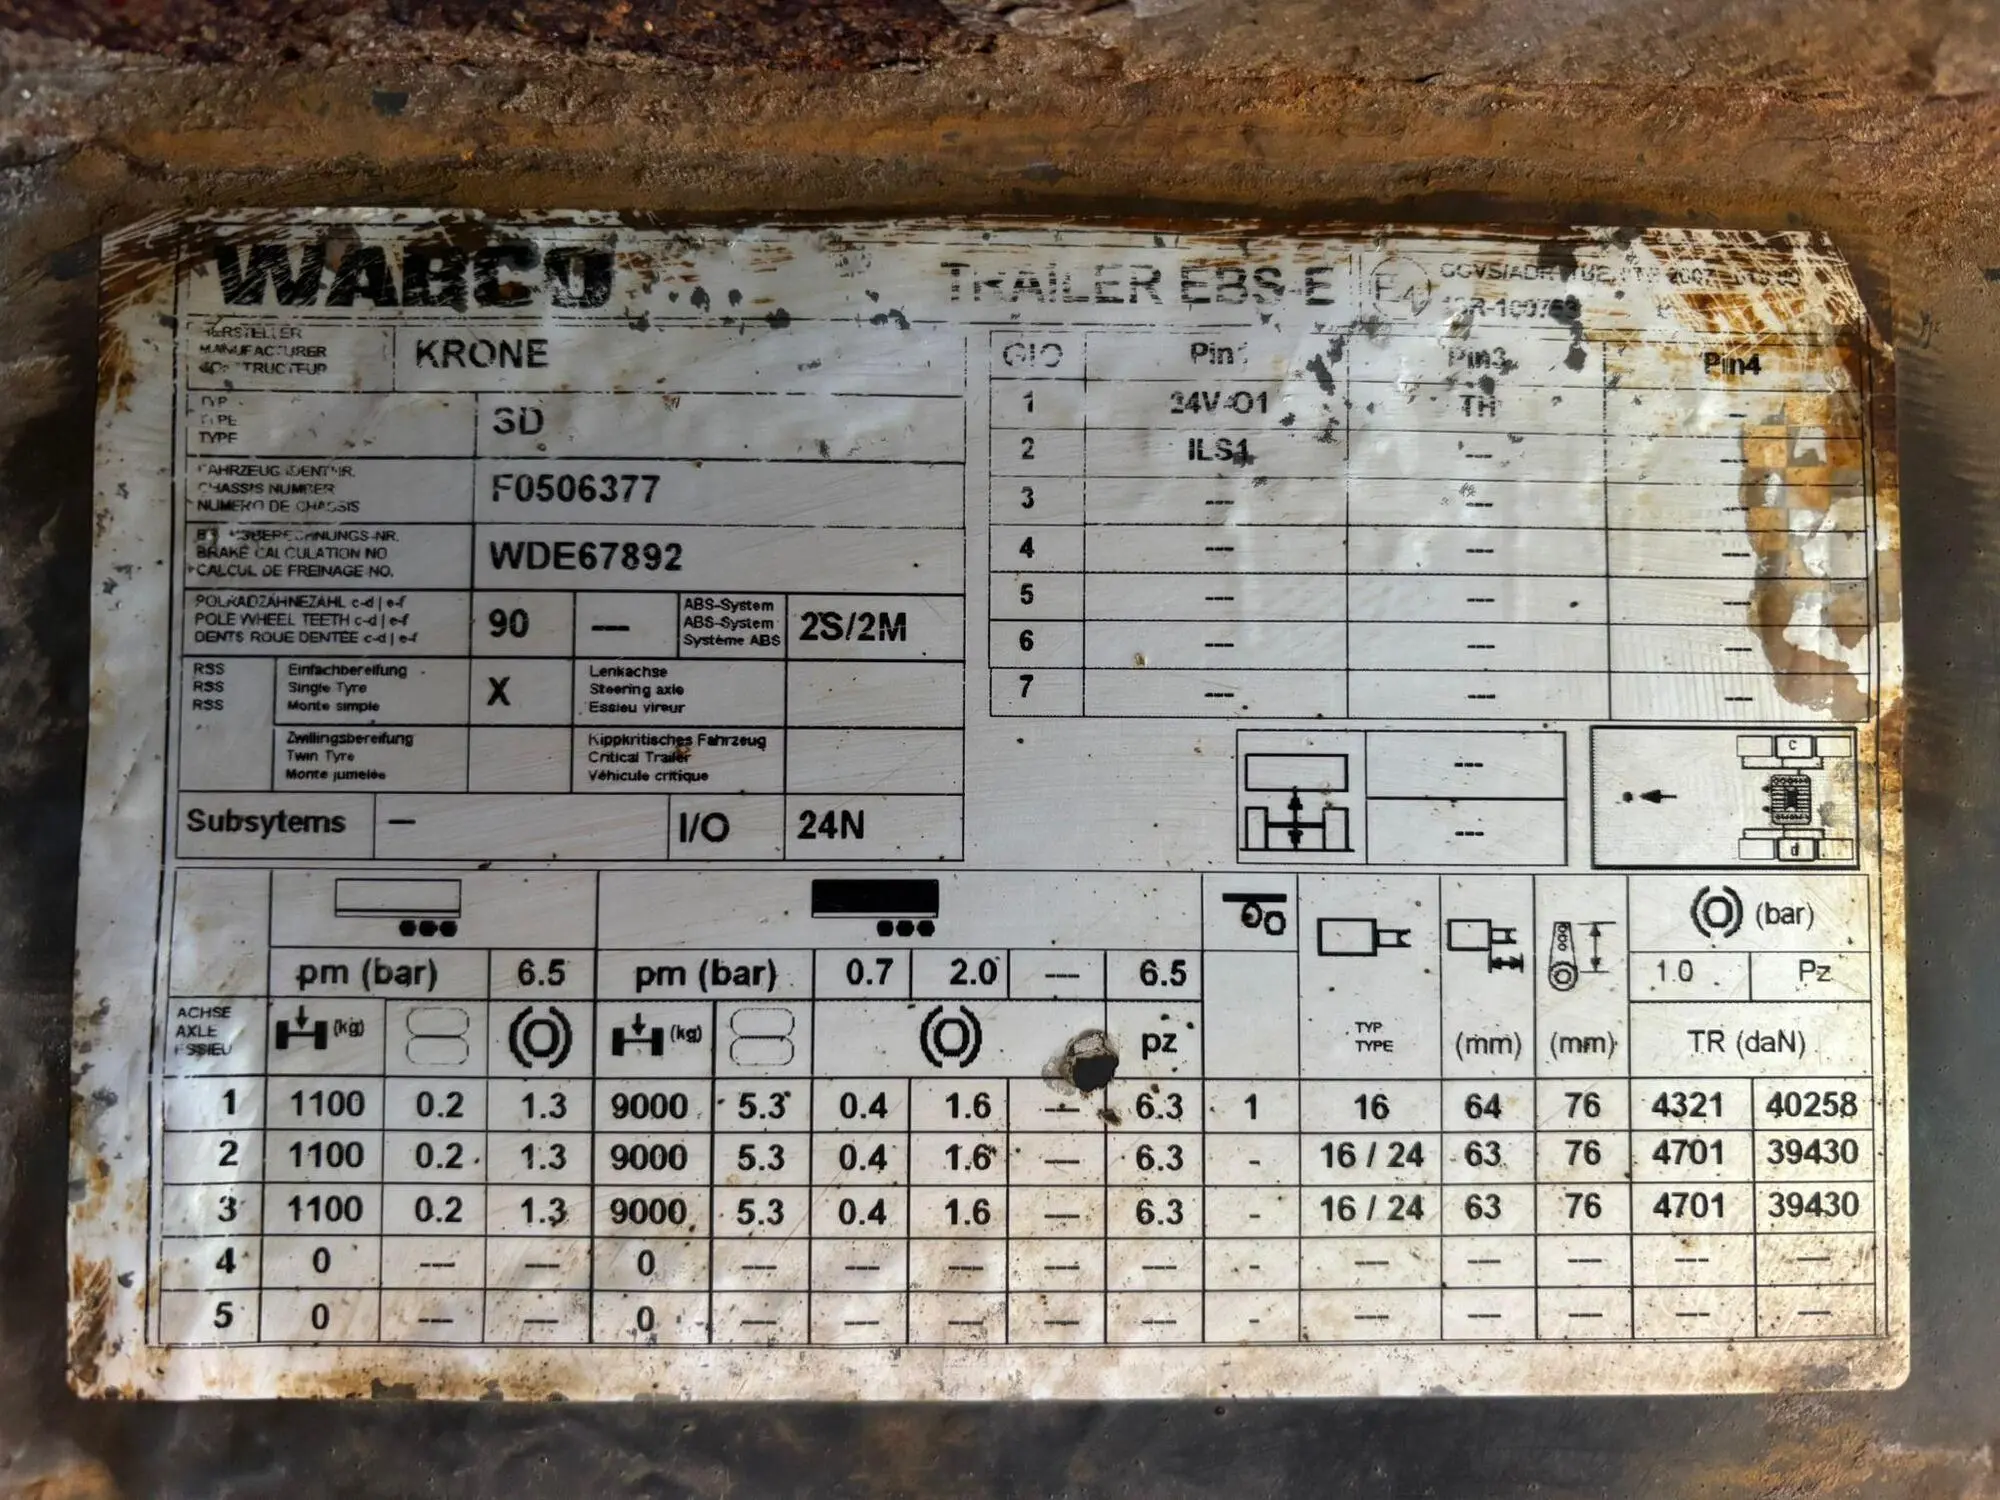 WABCO
TRAILER EBS-E
HERSTELLER
MANUFACTURER
KRONE
TYPE
TYPE
SD
FAHRZEUG IDENT NR.
CHASSIS NUMBER
NUMERO DE CHASSIS
F0506377
BRAKE CALCULATION NO
CALCUL DE FREINAGE NO.
WDE67892
POLRADZAHNEZAHL c-d | e-f
POLE WHEEL TEETH c-d | e-f
DENTS ROUE DENTÉE c-d | e-f
90 ---
ABS-System
ABS-System
Système ABS
2S/2M
RSS
RSS
RSS
Einfachbereifung
Single Tyre
Monte simple
X
Lenkachse
Steering axle
Essieu vireur
Zwillingsbereifung
Twin Tyre
Monte jumelée
Kippkritisches Fahrzeug
Critical Trailer
Véhicule critique
Subsytems — I/O 24N
GIO Pin1 Pin3 Pin4
1 24V-O1 TH ---
2 ILS1 --- ---
3 --- --- ---
4 --- --- ---
5 --- --- ---
6 --- --- ---
7 --- --- ---
---
---
c
d
(bar)
pm (bar) 6.5 pm (bar) 0.7 2.0 --- 6.5 1.0 Pz
ACHSE
AXLE
ESSIEU
(kg) (kg) pz
TYP
TYPE
(mm) (mm) TR (daN)
1 1100 0.2 1.3 9000 5.3 0.4 1.6 --- 6.3 1 16 64 76 4321 40258
2 1100 0.2 1.3 9000 5.3 0.4 1.6 --- 6.3 - 16 / 24 63 76 4701 39430
3 1100 0.2 1.3 9000 5.3 0.4 1.6 --- 6.3 - 16 / 24 63 76 4701 39430
4 0 --- --- 0 --- --- --- --- --- - --- --- --- --- ---
5 0 --- --- 0 --- --- --- --- --- - --- --- --- --- ---